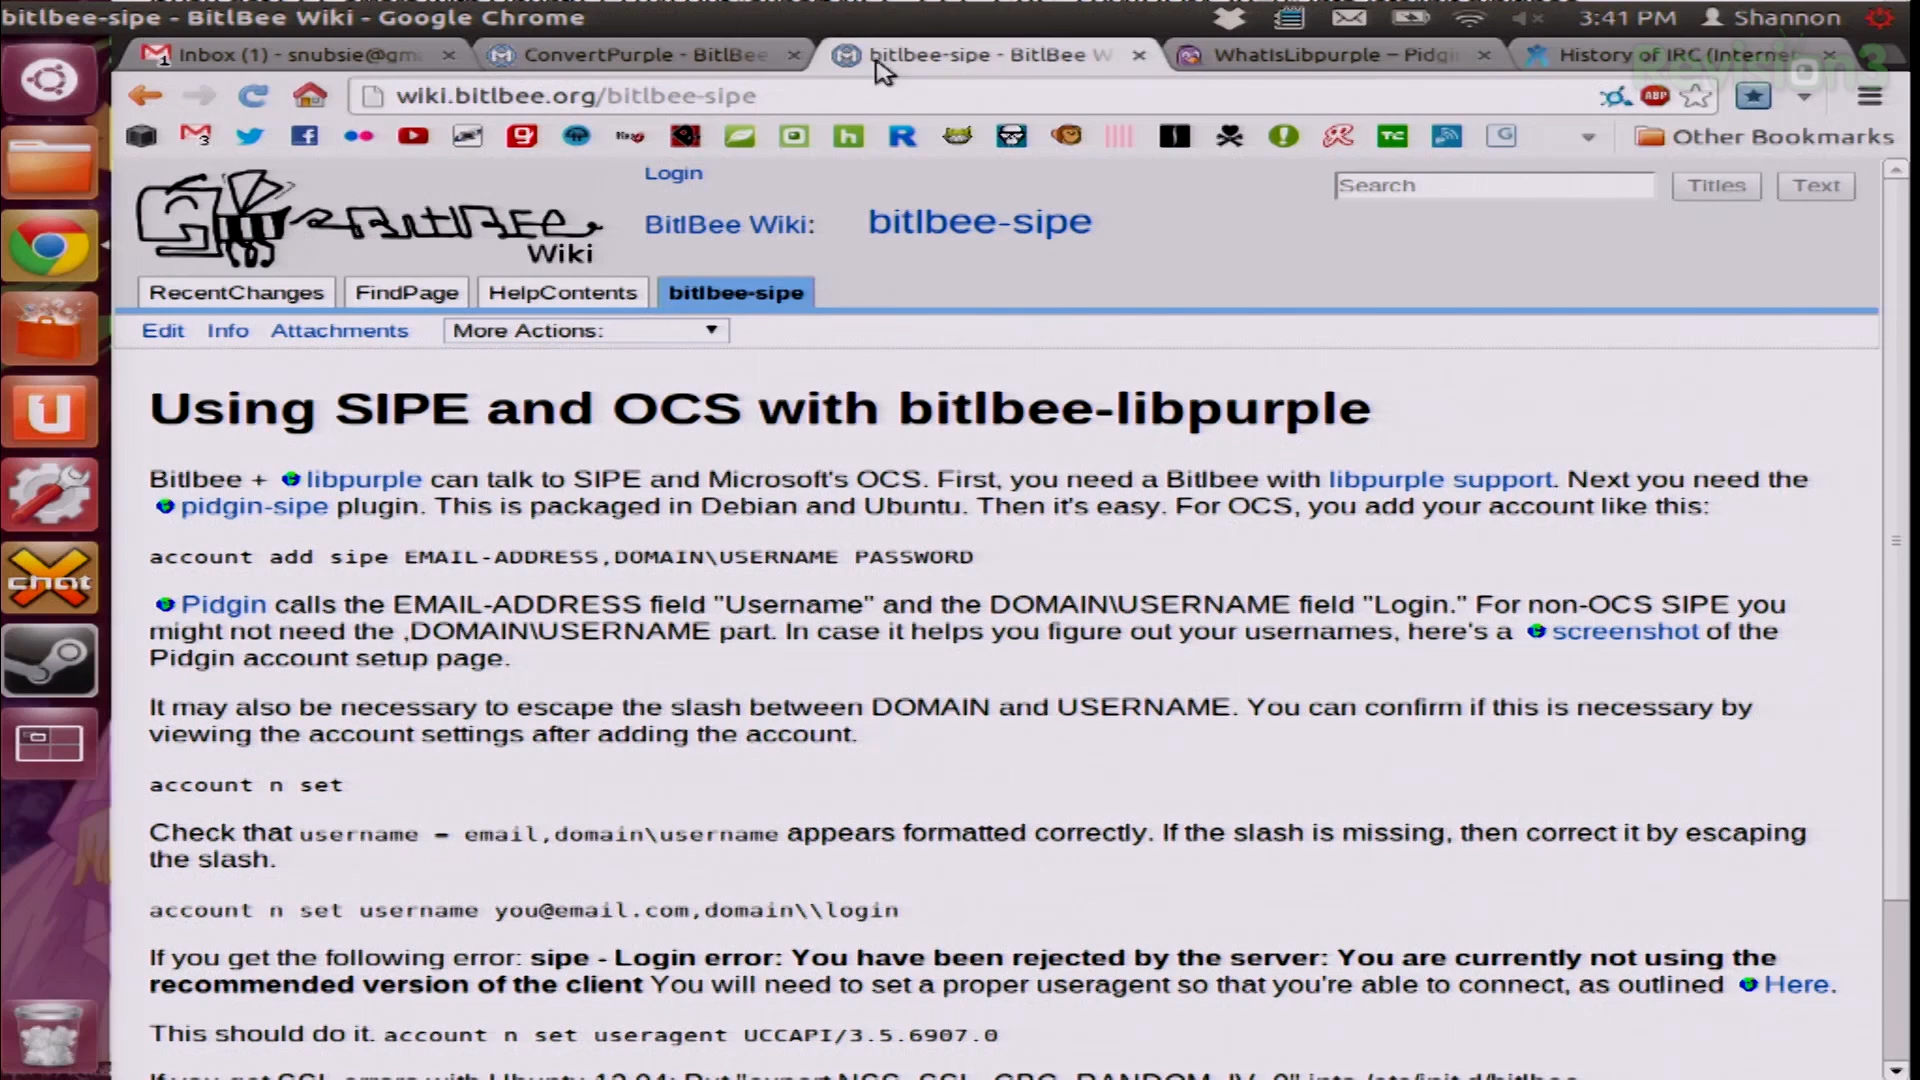 bitlbee-sipe - BitlBee Wiki - Google Chrome
3:41 PM Shannon
Inbox (1) - snubsie@gm
ConvertPurple - BitlBee
bitlbee-sipe - BitlBee W
WhatIsLibpurple – Pidgi
History of IRC (Internet
Revision3
wiki.bitlbee.org/bitlbee-sipe
ABP
Other Bookmarks
Login
Search
Titles
Text
BitlBee
Wiki
BitlBee Wiki: bitlbee-sipe
RecentChanges
FindPage
HelpContents
bitlbee-sipe
Edit Info Attachments More Actions:
Using SIPE and OCS with bitlbee-libpurple
Bitlbee + libpurple can talk to SIPE and Microsoft's OCS. First, you need a Bitlbee with libpurple support. Next you need the
pidgin-sipe plugin. This is packaged in Debian and Ubuntu. Then it's easy. For OCS, you add your account like this:
account add sipe EMAIL-ADDRESS,DOMAIN\USERNAME PASSWORD
chat
Pidgin calls the EMAIL-ADDRESS field "Username" and the DOMAIN\USERNAME field "Login." For non-OCS SIPE you
might not need the ,DOMAIN\USERNAME part. In case it helps you figure out your usernames, here's a screenshot of the
Pidgin account setup page.
It may also be necessary to escape the slash between DOMAIN and USERNAME. You can confirm if this is necessary by
viewing the account settings after adding the account.
account n set
Check that username = email,domain\username appears formatted correctly. If the slash is missing, then correct it by escaping
the slash.
account n set username you@email.com,domain\\login
If you get the following error: sipe - Login error: You have been rejected by the server: You are currently not using the
recommended version of the client You will need to set a proper useragent so that you're able to connect, as outlined Here.
This should do it. account n set useragent UCCAPI/3.5.6907.0